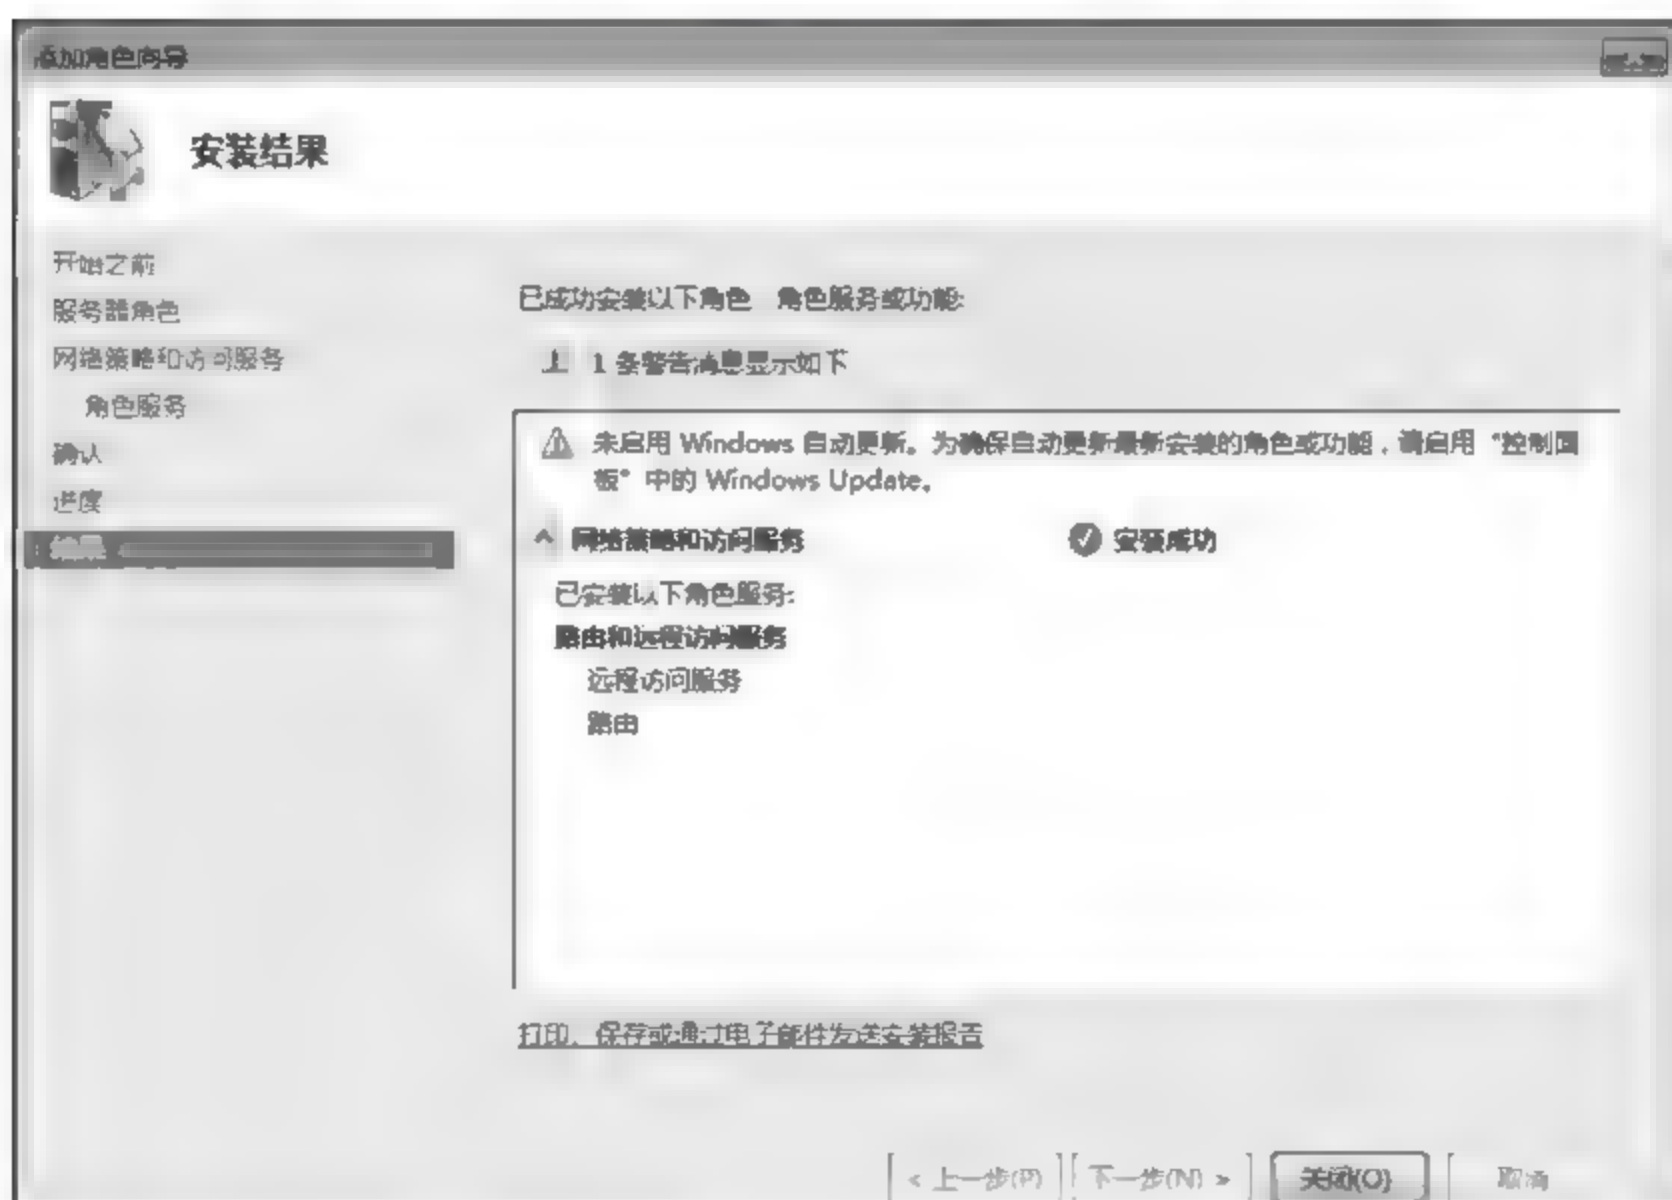 添加角色向导
安装结果
开始之前
服务器角色
网络策略和访问服务
角色服务
确认
进度
结果
已成功安装以下角色 角色服务或功能:
1 条警告消息显示如下
未启用 Windows 自动更新。为确保自动更新最新安装的角色或功能，请启用 "控制面
板" 中的 Windows Update。
网络策略和访问服务 安装成功
已安装以下角色服务:
路由和远程访问服务
远程访问服务
路由
打印、保存或通过电子邮件发送安装报告
< 上一步(P) 下一步(N) > 关闭(O) 取消